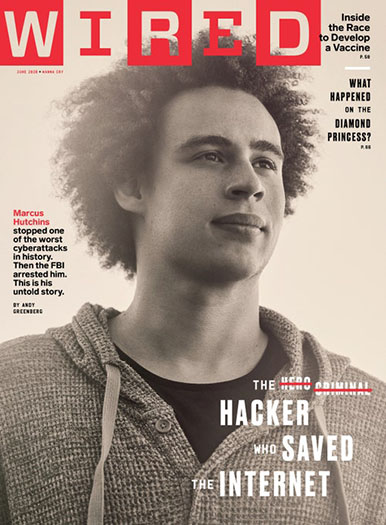 WIRED
Inside
the Race
to Develop
a Vaccine
P.58
JUNE 2020 • WANNA CRY
WHAT
HAPPENED
ON THE
DIAMOND
PRINCESS?
P.66
Marcus
Hutchins
stopped one
of the worst
cyberattacks
in history.
Then the FBI
arrested him.
This is his
untold story.
BY ANDY
GREENBERG
THE HERO CRIMINAL
HACKER
WHO SAVED
THE INTERNET